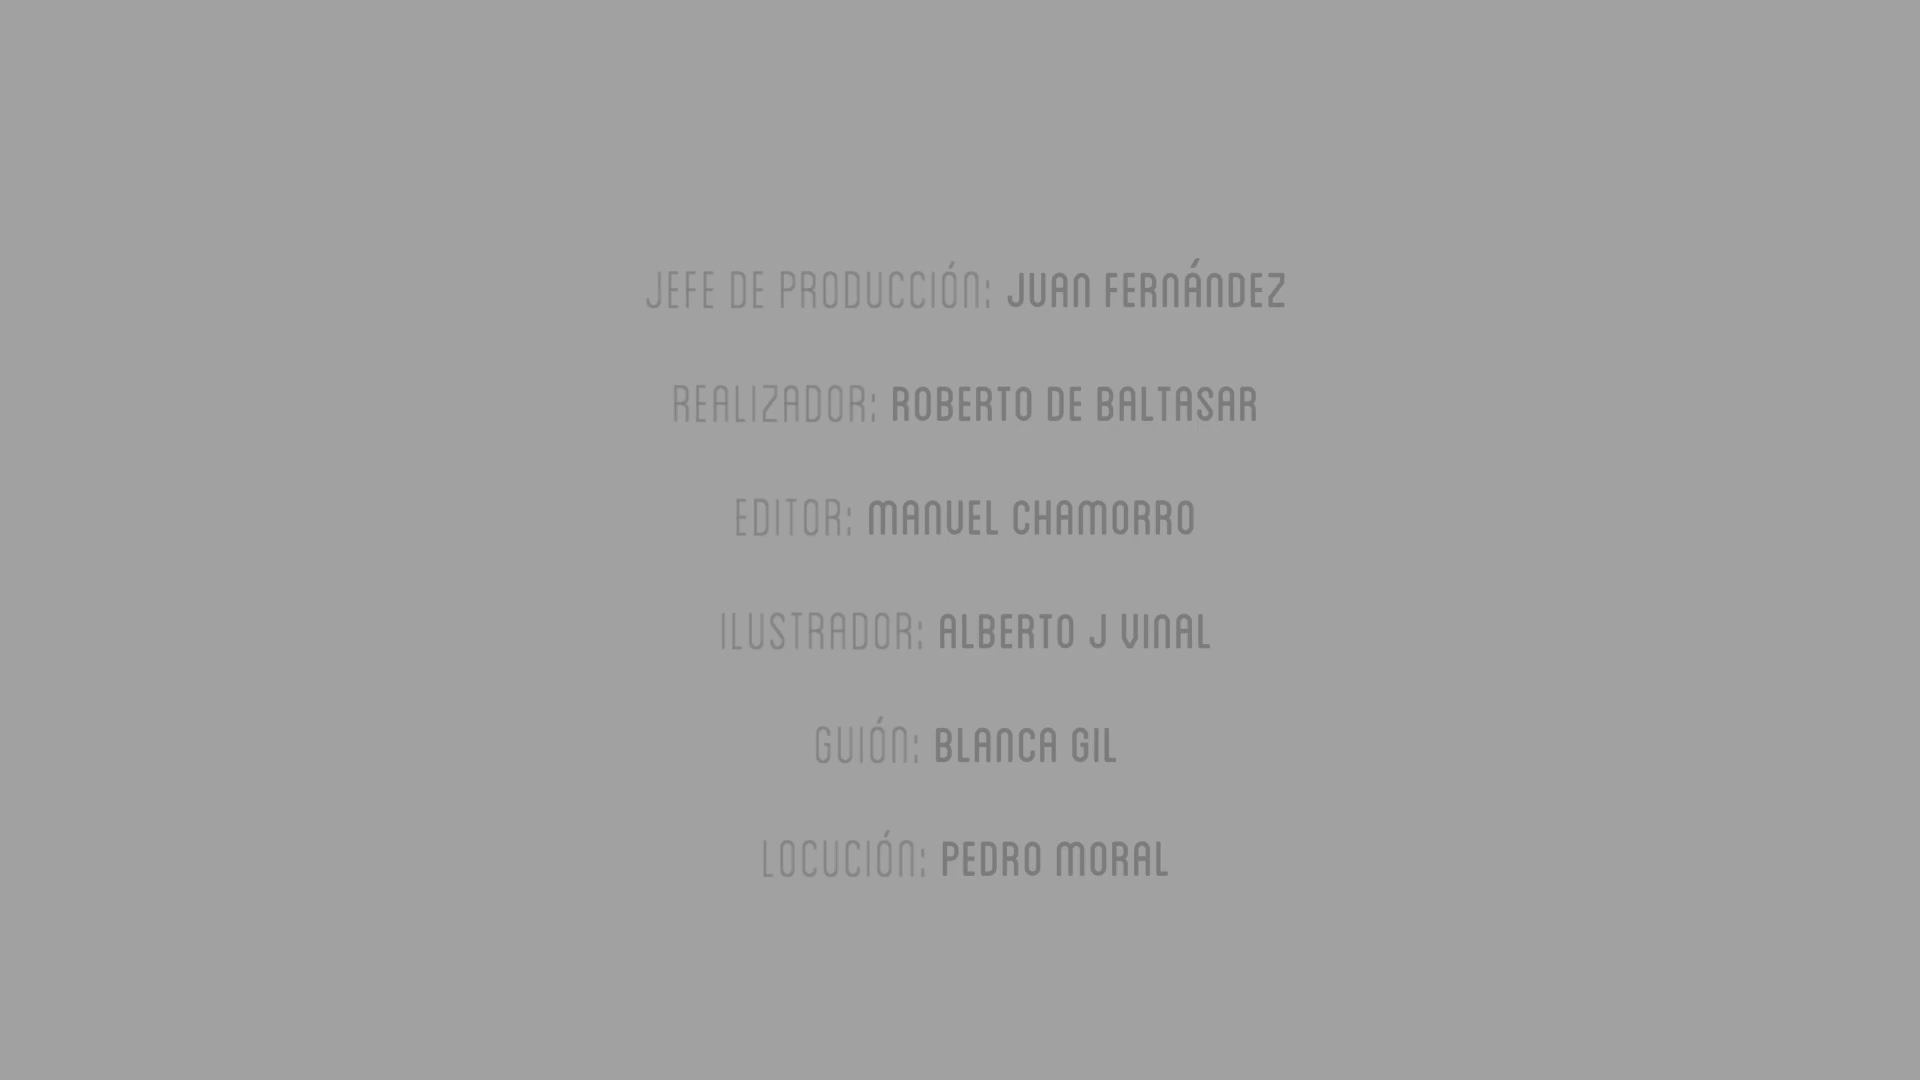 JEFE DE PRODUCCIÓN: JUAN FERNÁNDEZ
REALIZADOR: ROBERTO DE BALTASAR
EDITOR: MANUEL CHAMORRO
ILUSTRADOR: ALBERTO J VINAL
GUIÓN: BLANCA GIL
LOCUCIÓN: PEDRO MORAL